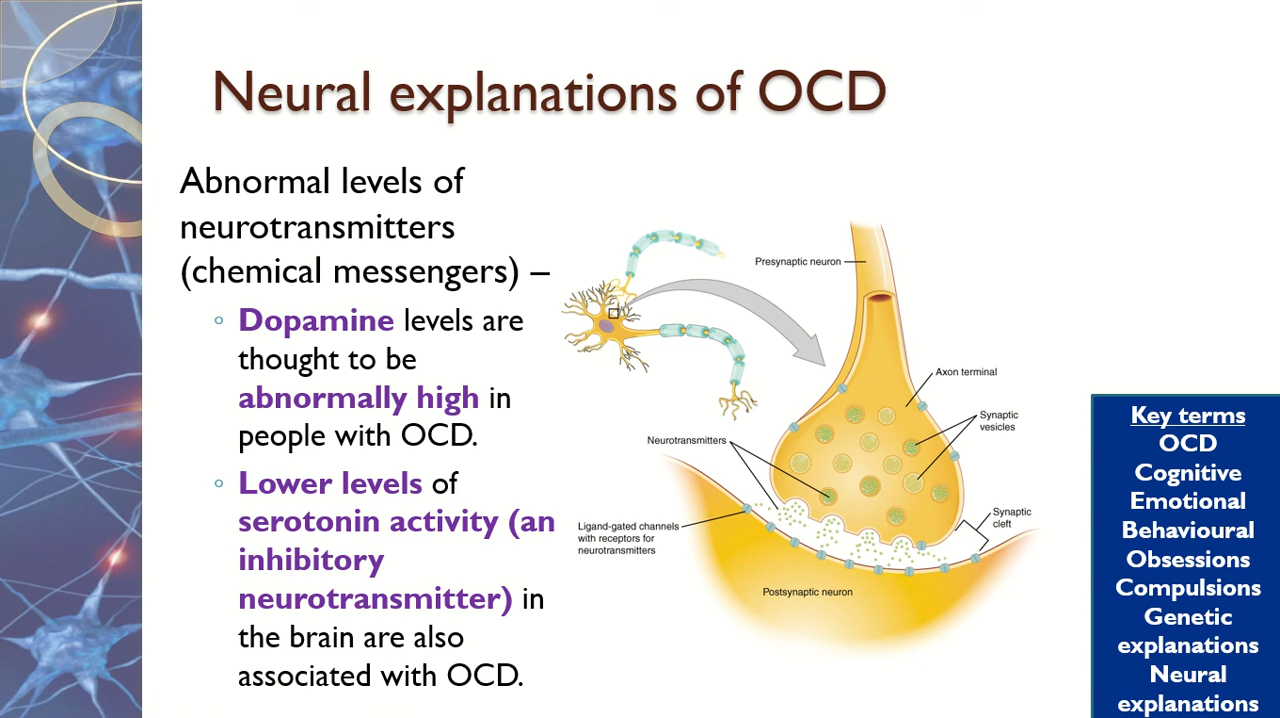 Neural explanations of OCD
Abnormal levels of
neurotransmitters
(chemical messengers) –
◦ Dopamine levels are
thought to be
abnormally high in
people with OCD.
◦ Lower levels of
serotonin activity (an
inhibitory
neurotransmitter) in
the brain are also
associated with OCD.
Presynaptic neuron
Axon terminal
Synaptic
vesicles
Neurotransmitters
Synaptic
cleft
Ligand-gated channels
with receptors for
neurotransmitters
Postsynaptic neuron
Key terms
OCD
Cognitive
Emotional
Behavioural
Obsessions
Compulsions
Genetic
explanations
Neural
explanations